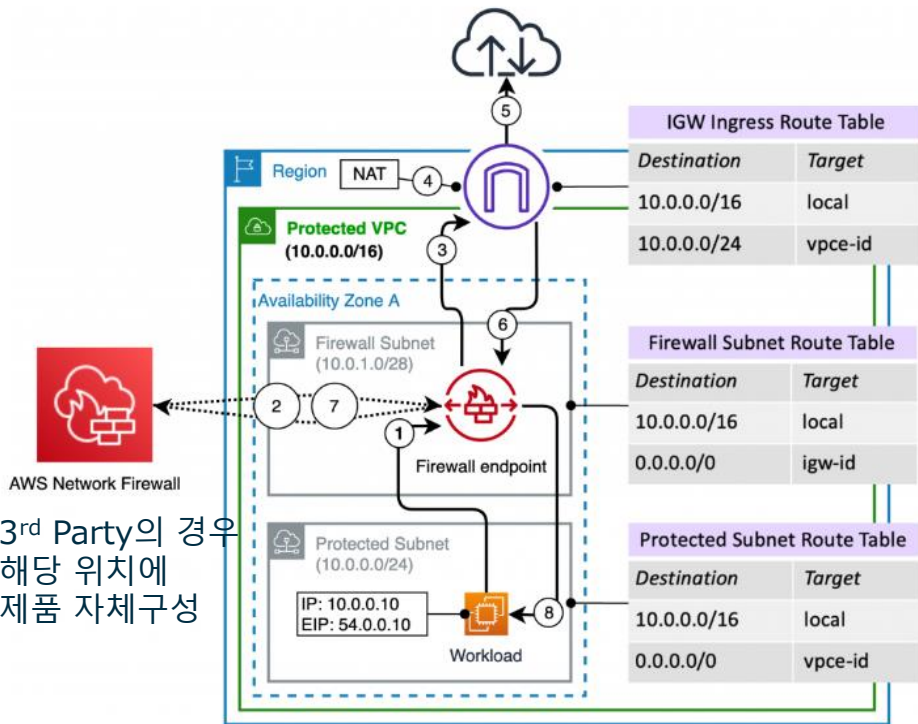 5
IGW Ingress Route Table
Destination Target
10.0.0.0/16 local
10.0.0.0/24 vpce-id
Region
NAT
4
Protected VPC
(10.0.0.0/16)
3
Availability Zone A
6
Firewall Subnet
(10.0.1.0/28)
Firewall Subnet Route Table
Destination Target
10.0.0.0/16 local
0.0.0.0/0 igw-id
2
7
1
Firewall endpoint
AWS Network Firewall
3rd Party의 경우
해당 위치에
제품 자체구성
Protected Subnet
(10.0.0.0/24)
IP: 10.0.0.10
EIP: 54.0.0.10
8
Workload
Protected Subnet Route Table
Destination Target
10.0.0.0/16 local
0.0.0.0/0 vpce-id